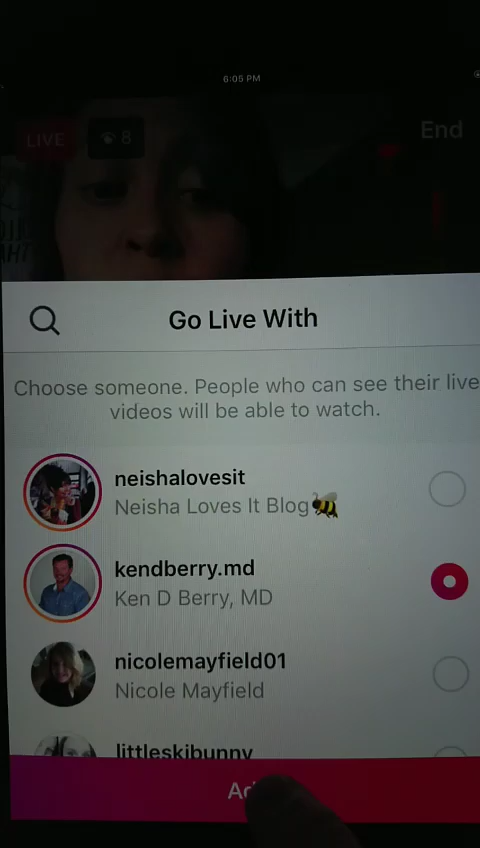 6:05 PM
LIVE
8
End
Go Live With
Choose someone. People who can see their live
videos will be able to watch.
neishalovesit
Neisha Loves It Blog🐝
kendberry.md
Ken D Berry, MD
nicolemayfield01
Nicole Mayfield
littleskibunny